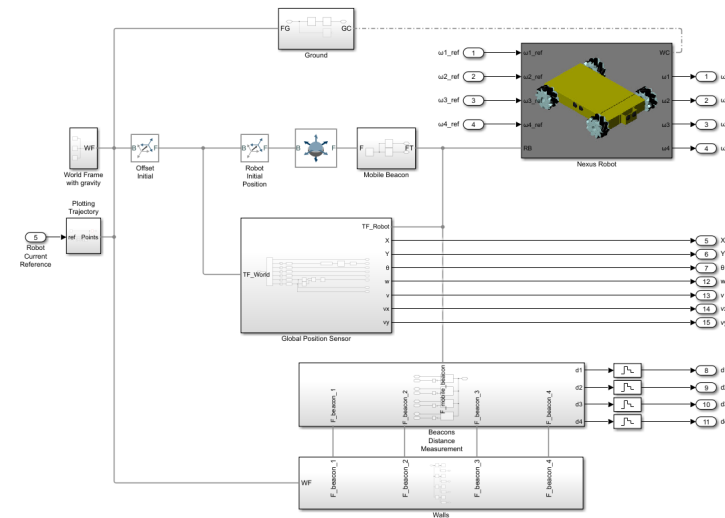 FG
GC
Ground
ω1_ref
1
ω1_ref
WC
ω2_ref
2
ω2_ref
ω1
1
ω
ω3_ref
3
ω3_ref
ω2
2
ω
ω4_ref
4
ω4_ref
ω3
3
ω
RB
ω4
4
ω
Nexus Robot
WF
World Frame
with gravity
B
F
Offset
Initial
B
F
Robot
Initial
Position
B
F
F
FT
Mobile Beacon
Plotting
Trajectory
5
ref
Points
Robot
Current
Reference
TF_World
TF_Robot
X
5
X
Y
6
Y
θ
7
θ
w
12
w
v
13
v
vx
14
vx
vy
15
vy
Global Position Sensor
F_beacon_1
F_beacon_2
F_mobile_beacon
F_beacon_3
F_beacon_4
d1
8
d
d2
9
d
d3
10
d
d4
11
d
Beacons
Distance
Measurement
WF
F_beacon_1
F_beacon_2
F_beacon_3
F_beacon_4
Walls